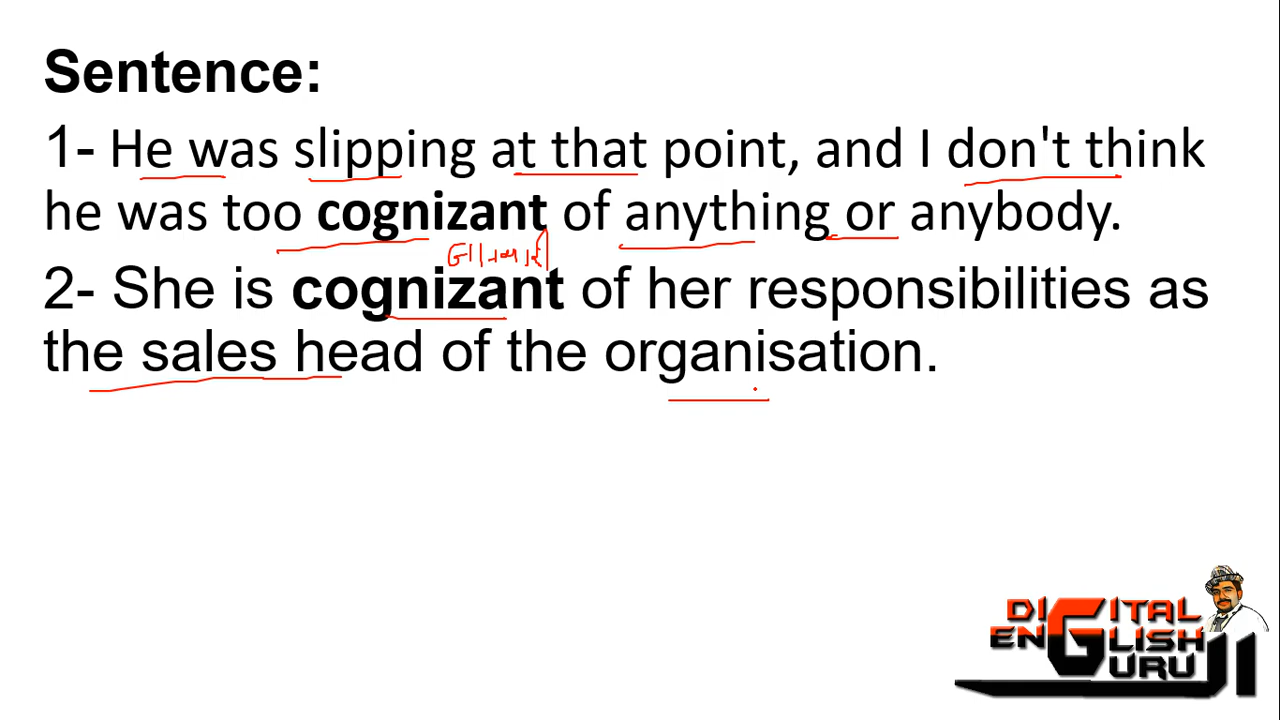 Sentence:
1- He was slipping at that point, and I don't think
he was too cognizant of anything or anybody.
2- She is cognizant of her responsibilities as
the sales head of the organisation.
DIGITAL
ENGLISH
GURU JI